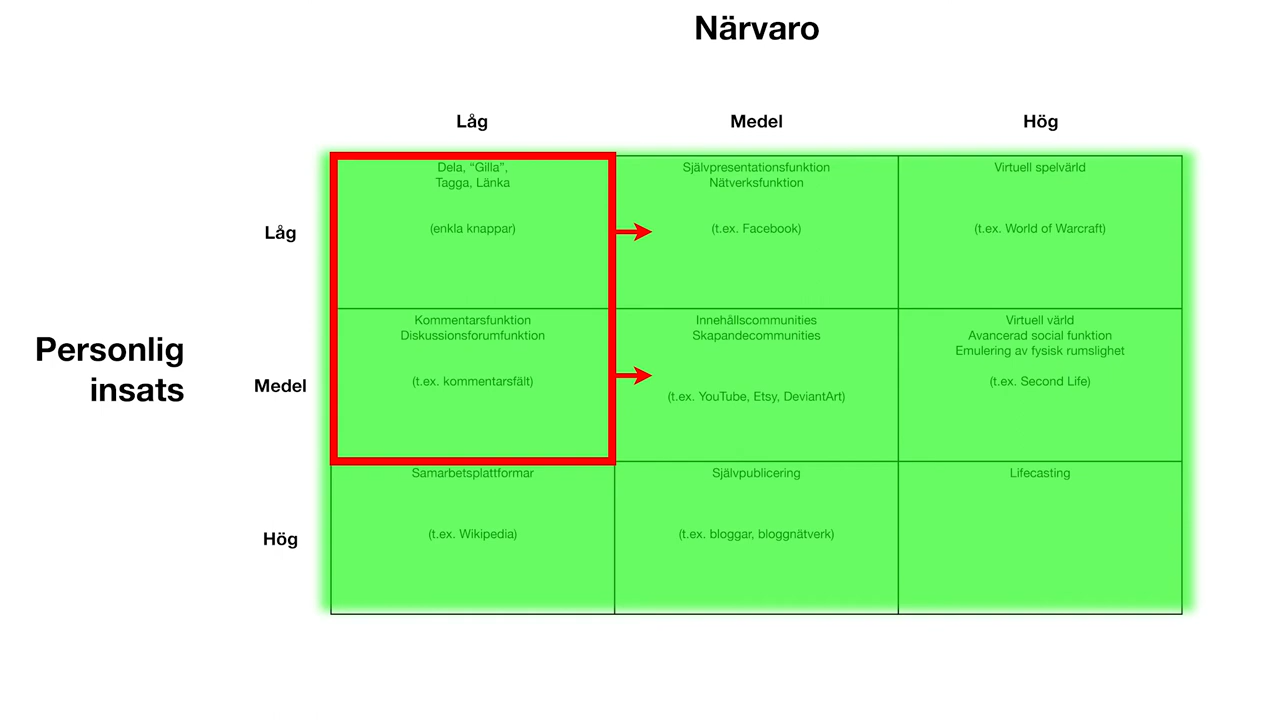 Närvaro
Låg
Medel
Hög
Personlig
insats
Låg
Dela, “Gilla”,
Tagga, Länka
(enkla knappar)
Självpresentationsfunktion
Nätverksfunktion
(t.ex. Facebook)
Virtuell spelvärld
(t.ex. World of Warcraft)
Medel
Kommentarsfunktion
Diskussionsforumfunktion
(t.ex. kommentarsfält)
Innehållscommunities
Skapandecommunities
(t.ex. YouTube, Etsy, DeviantArt)
Virtuell värld
Avancerad social funktion
Emulering av fysisk rumslighet
(t.ex. Second Life)
Hög
Samarbetsplattformar
(t.ex. Wikipedia)
Självpublicering
(t.ex. bloggar, bloggnätverk)
Lifecasting